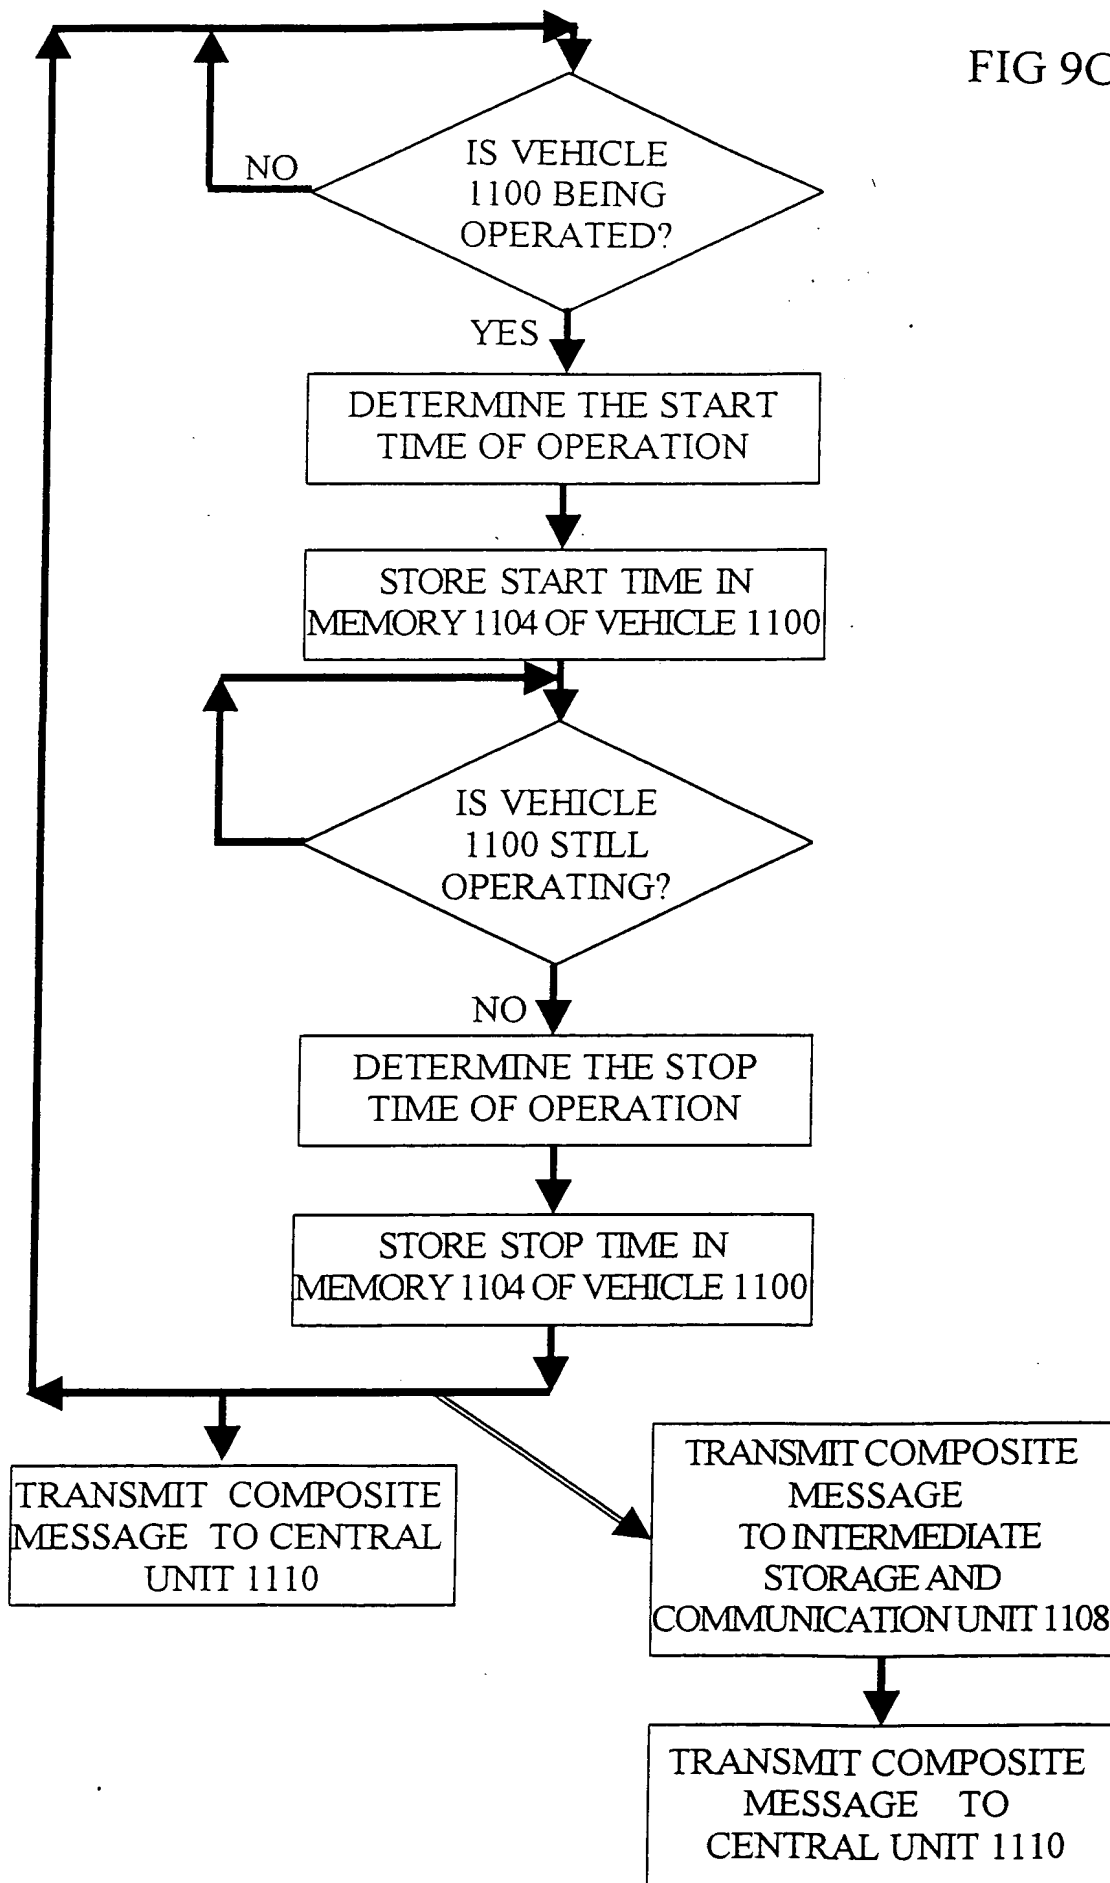 FIG 9C
IS VEHICLE
1100 BEING
OPERATED?
NO
YES
DETERMINE THE START
TIME OF OPERATION
STORE START TIME IN
MEMORY 1104 OF VEHICLE 1100
IS VEHICLE
1100 STILL
OPERATING?
NO
DETERMINE THE STOP
TIME OF OPERATION
STORE STOP TIME IN
MEMORY 1104 OF VEHICLE 1100
TRANSMIT COMPOSITE
MESSAGE TO CENTRAL
UNIT 1110
TRANSMIT COMPOSITE
MESSAGE
TO INTERMEDIATE
STORAGE AND
COMMUNICATION UNIT 1108
TRANSMIT COMPOSITE
MESSAGE TO
CENTRAL UNIT 1110